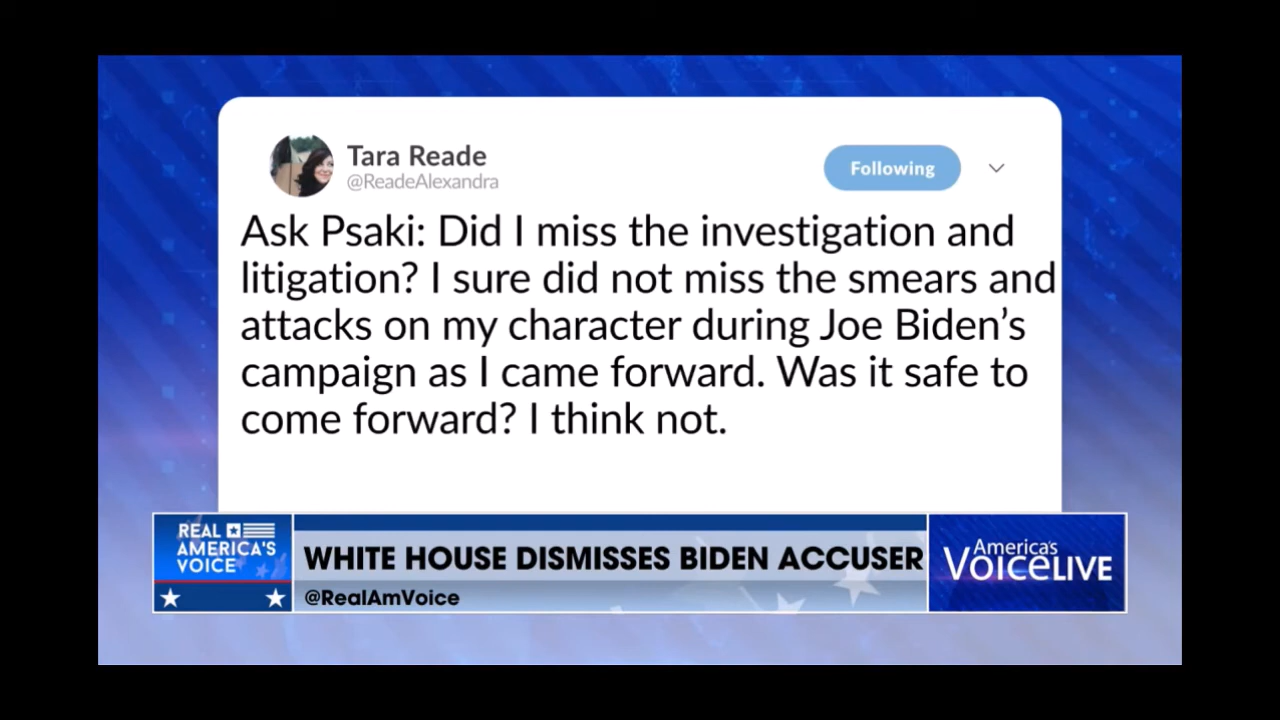 Tara Reade
@ReadeAlexandra
Following
Ask Psaki: Did I miss the investigation and
litigation? I sure did not miss the smears and
attacks on my character during Joe Biden's
campaign as I came forward. Was it safe to
come forward? I think not.
REAL
AMERICA'S
VOICE
WHITE HOUSE DISMISSES BIDEN ACCUSER
@RealAmVoice
America's
VOICE LIVE